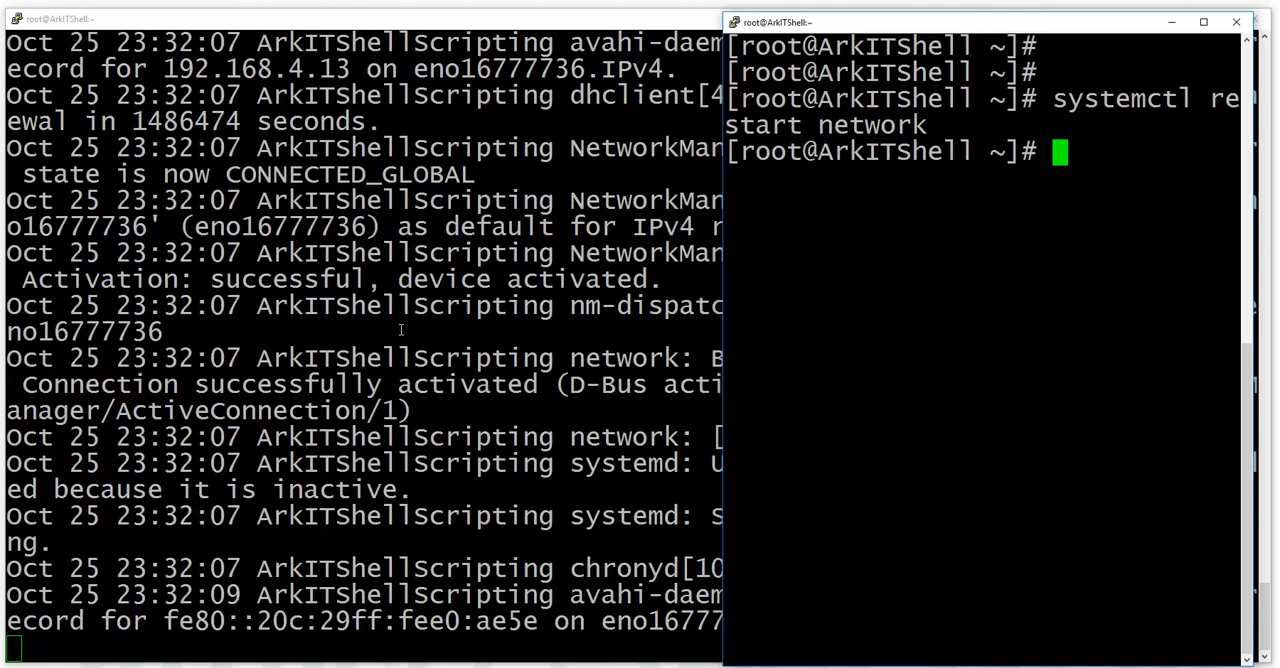 root@ArkITShell:~
Oct 25 23:32:07 ArkITShellScripting avahi-daem
ecord for 192.168.4.13 on eno16777736.IPv4.
Oct 25 23:32:07 ArkITShellScripting dhclient[4
ewal in 1486474 seconds.
Oct 25 23:32:07 ArkITShellScripting NetworkMan
state is now CONNECTED_GLOBAL
Oct 25 23:32:07 ArkITShellScripting NetworkMan
o16777736' (eno16777736) as default for IPv4 r
Oct 25 23:32:07 ArkITShellScripting NetworkMan
Activation: successful, device activated.
Oct 25 23:32:07 ArkITShellScripting nm-dispatc
no16777736
Oct 25 23:32:07 ArkITShellScripting network: B
Connection successfully activated (D-Bus acti
anager/ActiveConnection/1)
Oct 25 23:32:07 ArkITShellScripting network: [
Oct 25 23:32:07 ArkITShellScripting systemd: U
ed because it is inactive.
Oct 25 23:32:07 ArkITShellScripting systemd: S
ng.
Oct 25 23:32:07 ArkITShellScripting chronyd[10
Oct 25 23:32:09 ArkITShellScripting avahi-daem
ecord for fe80::20c:29ff:fee0:ae5e on eno16777
root@ArkITShell:~
[root@ArkITShell ~]#
[root@ArkITShell ~]#
[root@ArkITShell ~]# systemctl re
start network
[root@ArkITShell ~]#